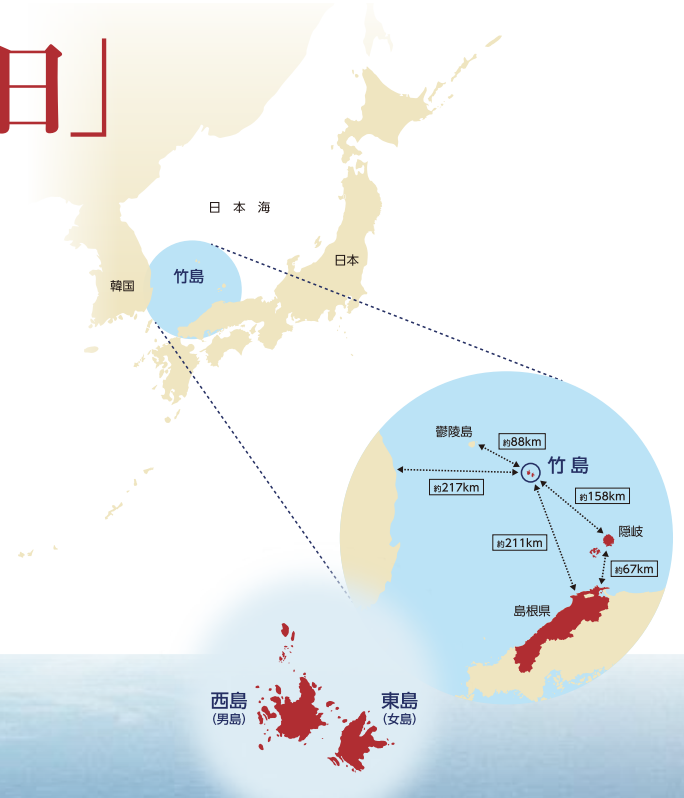 日」
日 本 海
日本
韓国
竹島
鬱陵島
約88km
竹島
約217km
約158km
隠岐
約211km
約67km
島根県
西島
（男島）
東島
（女島）